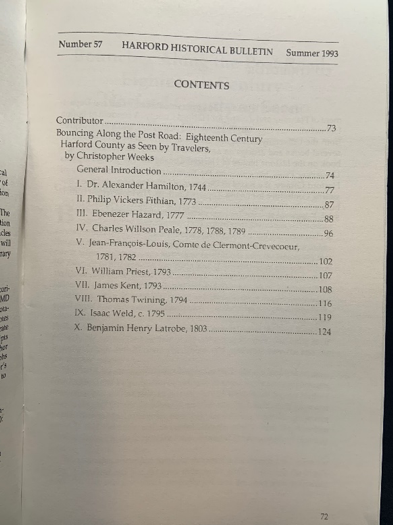 Number 57 HARFORD HISTORICAL BULLETIN Summer 1993
CONTENTS
Contributor ........ 73
Bouncing Along the Post Road: Eighteenth Century
Harford County as Seen by Travelers,
by Christopher Weeks
General Introduction ........ 74
I. Dr. Alexander Hamilton, 1744 ........ 77
II. Philip Vickers Fithian, 1773 ........ 87
III. Ebenezer Hazard, 1777 ........ 88
IV. Charles Willson Peale, 1778, 1788, 1789 ........ 96
V. Jean-François-Louis, Comte de Clermont-Crevecoeur,
1781, 1782 ........ 102
VI. William Priest, 1793 ........ 107
VII. James Kent, 1793 ........ 108
VIII. Thomas Twining, 1794 ........ 116
IX. Isaac Weld, c. 1795 ........ 119
X. Benjamin Henry Latrobe, 1803 ........ 124
72